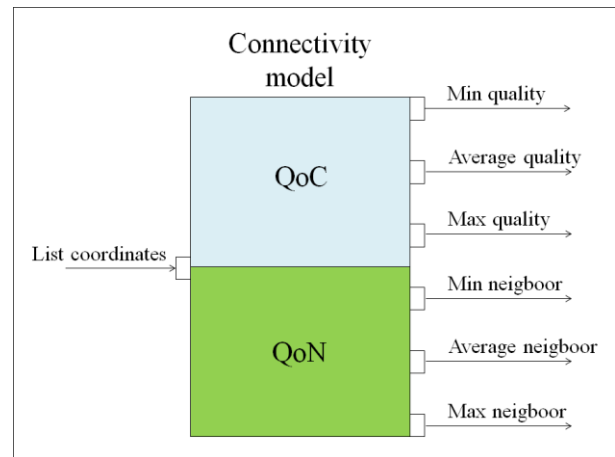 Connectivity
model
Min quality
Average quality
QoC
Max quality
List coordinates
Min neigboor
QoN
Average neigboor
Max neigboor